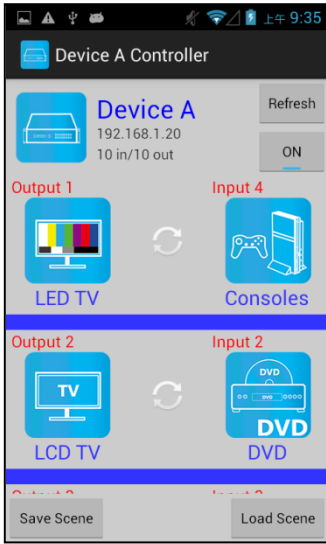 上午 9:35
Device A Controller
Device A
Refresh
192.168.1.20
10 in/10 out
ON
Output 1
Input 4
LED TV
Consoles
Output 2
Input 2
TV
DVD
DVD
DVD
LCD TV
DVD
Save Scene
Load Scene